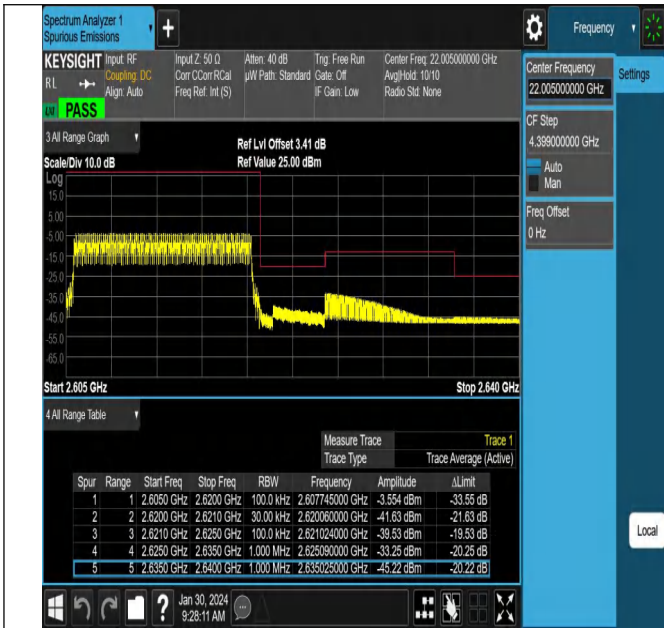 Spectrum Analyzer 1
Spurious Emissions
+
Frequency
KEYSIGHT Input: RF Input Z: 50 Ω Atten: 40 dB Trig: Free Run Center Freq: 22.005000000 GHz
RL Coupling: DC Corr CCorr RCal µW Path: Standard Gate: Off Avg|Hold: 10/10
Align: Auto Freq Ref: Int (S) IF Gain: Low Radio Std: None
PASS
Center Frequency
22.005000000 GHz
Settings
CF Step
4.399000000 GHz
Auto
Man
Freq Offset
0 Hz
3 All Range Graph
Ref Lvl Offset 3.41 dB
Scale/Div 10.0 dB Ref Value 25.00 dBm
Log
15.0
5.00
-5.00
-15.0
-25.0
-35.0
-45.0
-55.0
-65.0
Start 2.605 GHz Stop 2.640 GHz
4 All Range Table
Measure Trace Trace 1
Trace Type Trace Average (Active)
Spur Range Start Freq Stop Freq RBW Frequency Amplitude ΔLimit
1 1 2.6050 GHz 2.6200 GHz 100.0 kHz 2.607745000 GHz -3.554 dBm -33.55 dB
2 2 2.6200 GHz 2.6210 GHz 30.00 kHz 2.620060000 GHz -41.63 dBm -21.63 dB
3 3 2.6210 GHz 2.6250 GHz 100.0 kHz 2.621024000 GHz -39.53 dBm -19.53 dB
4 4 2.6250 GHz 2.6350 GHz 1.000 MHz 2.625090000 GHz -33.25 dBm -20.25 dB
5 5 2.6350 GHz 2.6400 GHz 1.000 MHz 2.635025000 GHz -45.22 dBm -20.22 dB
Local
? Jan 30, 2024
9:28:11 AM